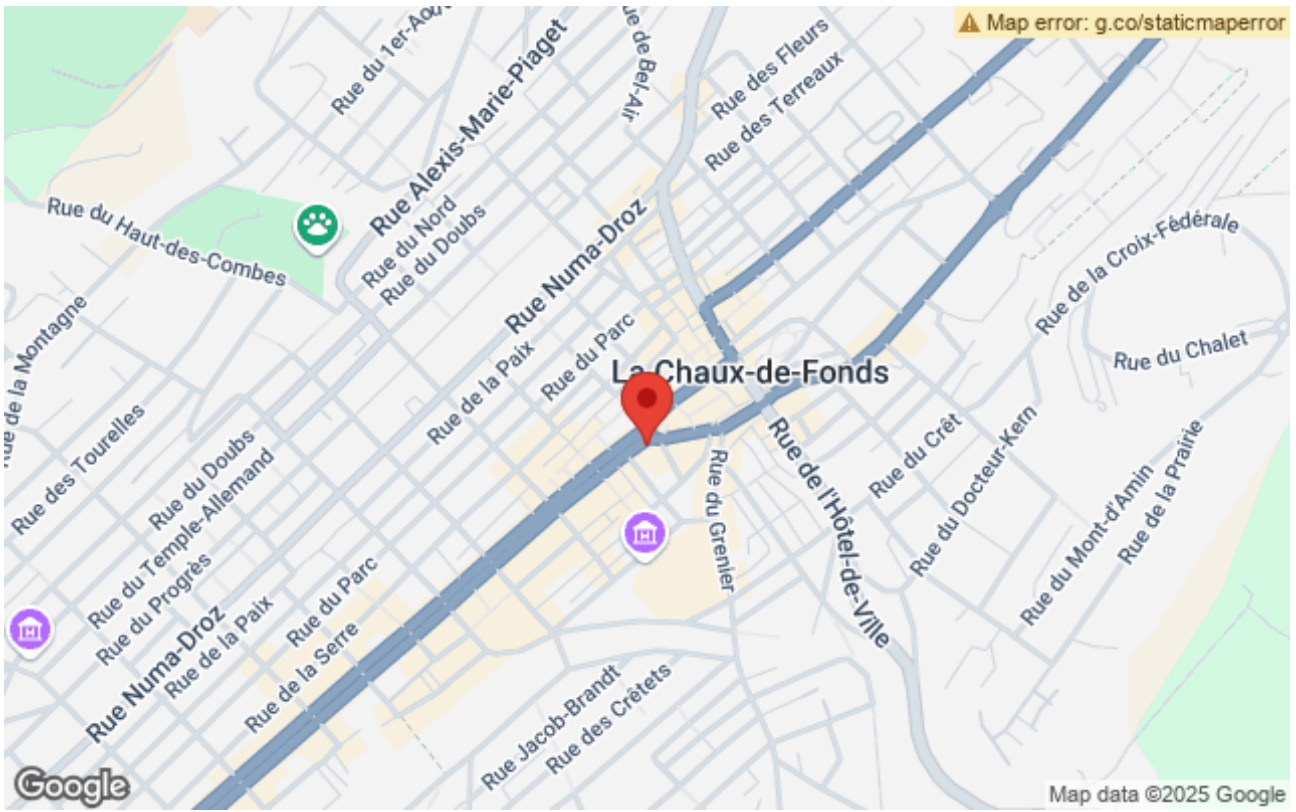 Map error: g.co/staticmaperror
Rue du 1er-Ao
Rue Alexis-Marie-Piaget
de Bel-Air
Rue des Fleurs
Rue des Terreaux
Rue du Haut-des-Combes
Rue du Nord
Rue du Doubs
Rue Numa-Droz
Rue de la Croix-Fédérale
Rue de la Montagne
Rue du Parc
Rue de la Paix
La Chaux-de-Fonds
Rue du Chalet
Rue des Tourelles
Rue du Doubs
Rue du Temple-Allemand
Rue du Progrès
Rue du Grenier
Rue de l'Hôtel-de-Ville
Rue du Crêt
Rue du Docteur-Kern
Rue du Mont-d'Amin
Rue de la Prairie
Rue Numa-Droz
Rue de la Paix
Rue du Parc
Rue de la Serre
Rue Jacob-Brandt
Rue des Crêtets
Google
Map data ©2025 Google